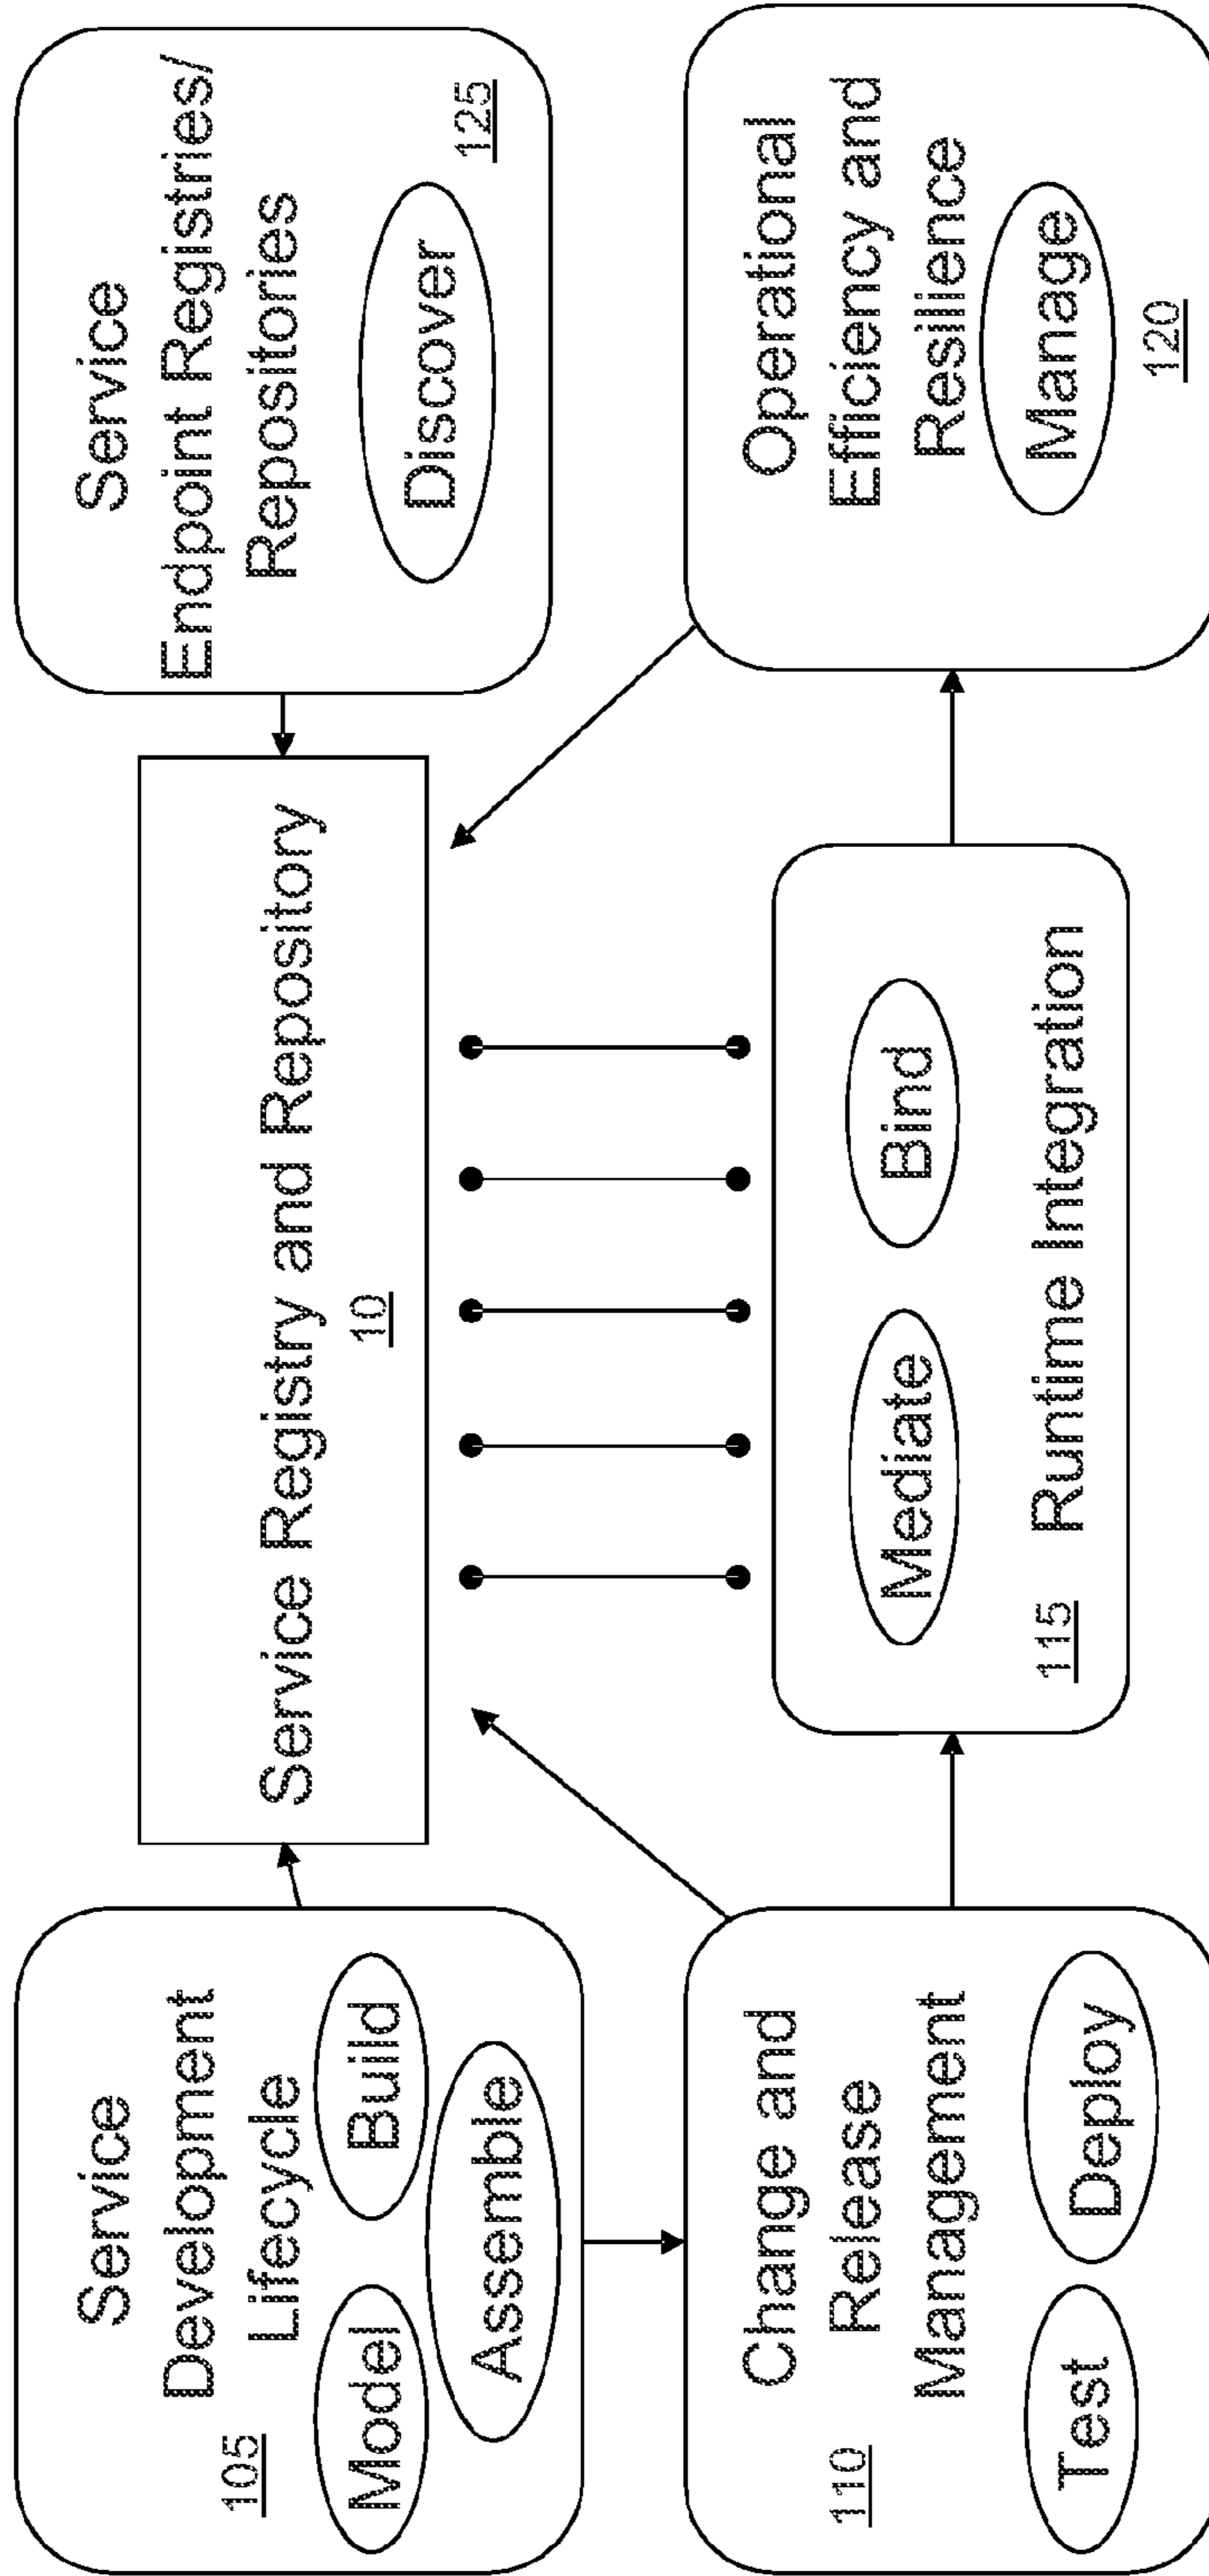 Service
Development
Lifecycle
105
Model
Build
Assemble
Service Registry and Repository
10
Service
Endpoint Registries/
Repositories
Discover
125
Change and
Release
Management
110
Test
Deploy
Mediate
Bind
115
Runtime Integration
Operational
Efficiency and
Resilience
Manage
120